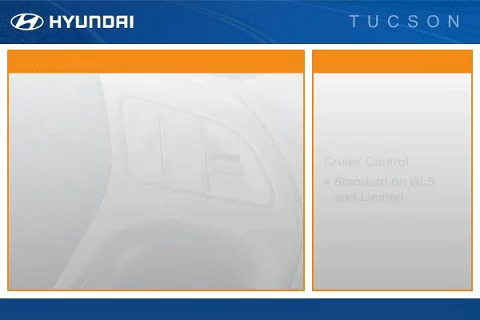 HYUNDAI
TUCSON
Cruise Control
• Standard on GLS
and Limited